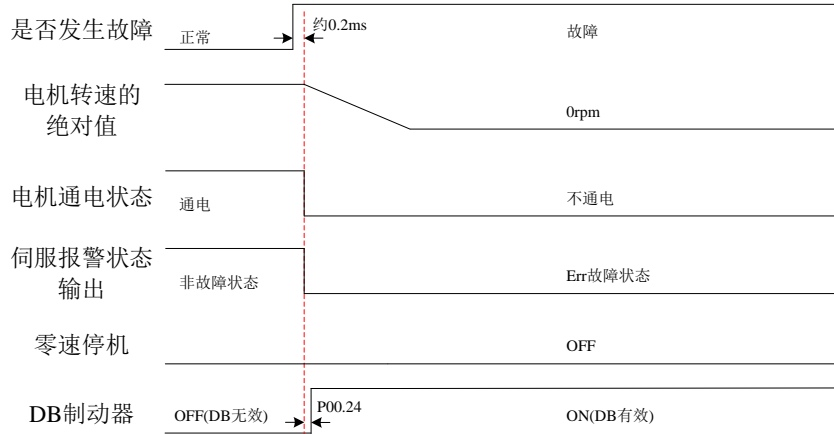 是否发生故障
正常
约0.2ms
故障
电机转速的
绝对值
0rpm
电机通电状态
通电
不通电
伺服报警状态
输出
非故障状态
Err故障状态
零速停机
OFF
DB制动器
OFF(DB无效)
P00.24
ON(DB有效)